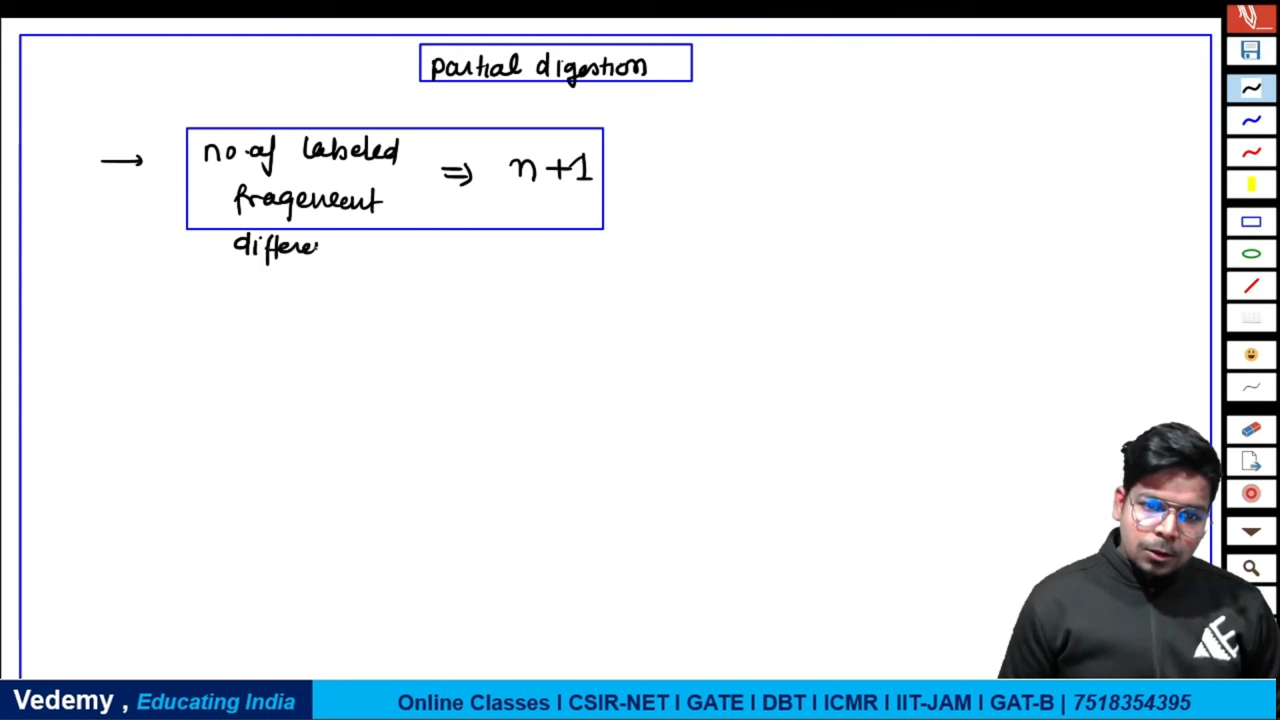 partial digestion
no. of labeled ⇒ n+1
fragement
differe
Vedemy , Educating India
Online Classes I CSIR-NET I GATE I DBT I ICMR I IIT-JAM I GAT-B | 7518354395